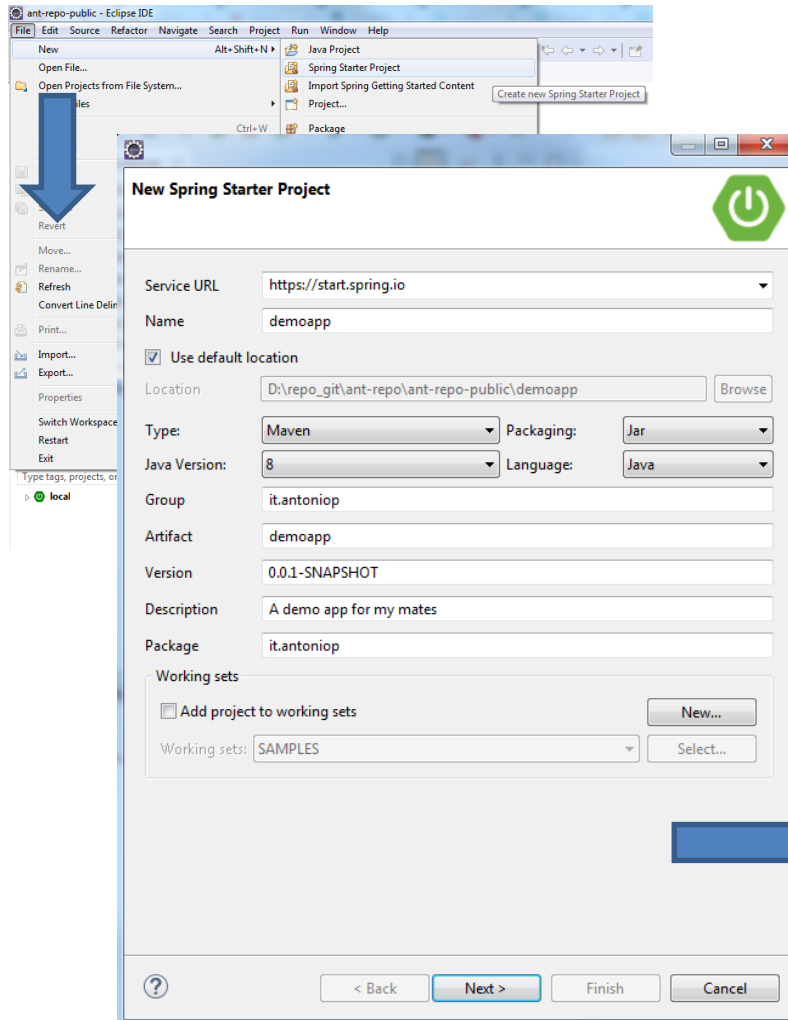 ant-repo-public - Eclipse IDE
File Edit Source Refactor Navigate Search Project Run Window Help
New Alt+Shift+N
Java Project
Open File...
Spring Starter Project
Open Projects from File System...
Import Spring Getting Started Content
Create new Spring Starter Project
Project...
Ctrl+W
Package
Revert
Move...
Rename...
Refresh
Convert Line Delin
Print...
Import...
Export...
Properties
Switch Workspace
Restart
Exit
Type tags, projects, or
local
New Spring Starter Project
Service URL https://start.spring.io
Name demoapp
Use default location
Location D:\repo_git\ant-repo\ant-repo-public\demoapp Browse
Type: Maven Packaging: Jar
Java Version: 8 Language: Java
Group it.antoniop
Artifact demoapp
Version 0.0.1-SNAPSHOT
Description A demo app for my mates
Package it.antoniop
Working sets
Add project to working sets New...
Working sets: SAMPLES Select...
? < Back Next > Finish Cancel